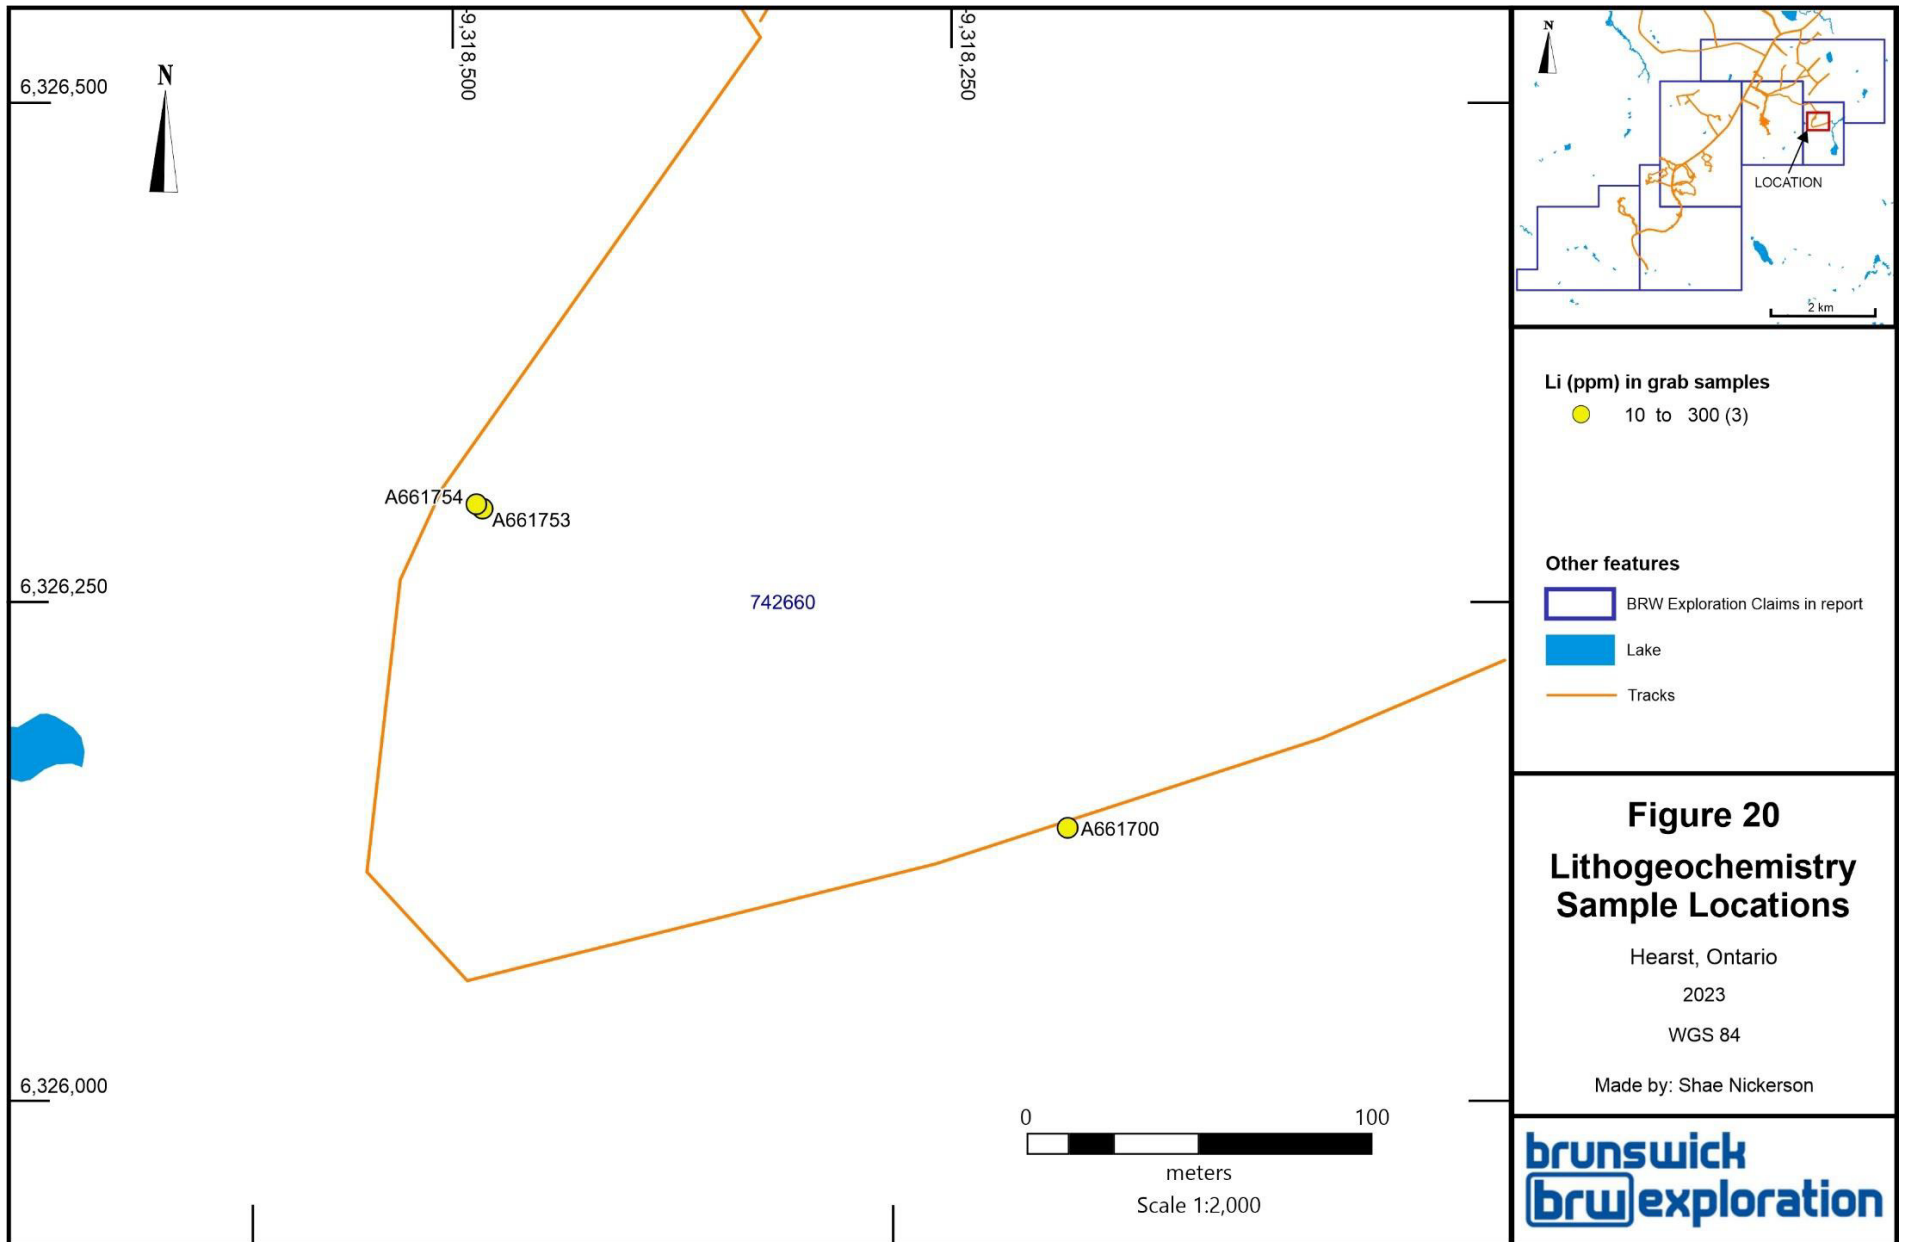 -9,318,500
-9,318,250
6,326,500
N
A661754
A661753
6,326,250
742660
A661700
6,326,000
0 100
meters
Scale 1:2,000
N
LOCATION
2 km
Li (ppm) in grab samples
10 to 300 (3)
Other features
BRW Exploration Claims in report
Lake
Tracks
Figure 20
Lithogeochemistry
Sample Locations
Hearst, Ontario
2023
WGS 84
Made by: Shae Nickerson
brunswick
brw exploration